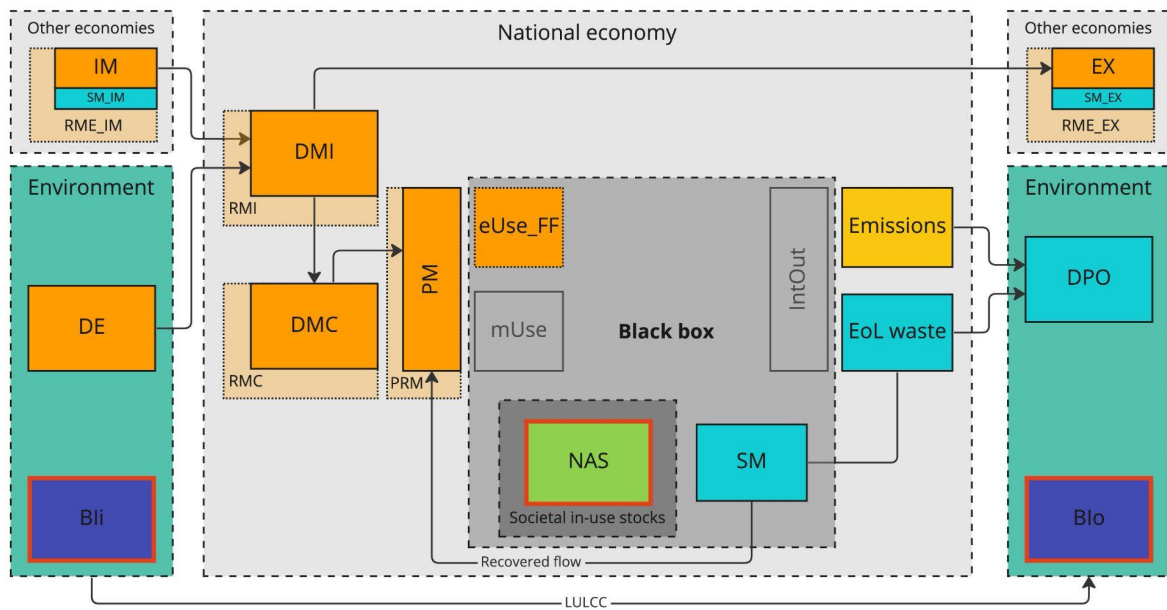 Other economies
IM
SM_IM
RME_IM
Environment
DE
BIi
National economy
DMI
RMI
DMC
RMC
PM
PRM
eUse_FF
mUse
Black box
IntOut
NAS
Societal in-use stocks
SM
Emissions
EoL waste
Recovered flow
Other economies
EX
SM_EX
RME_EX
Environment
DPO
BIo
LULCC